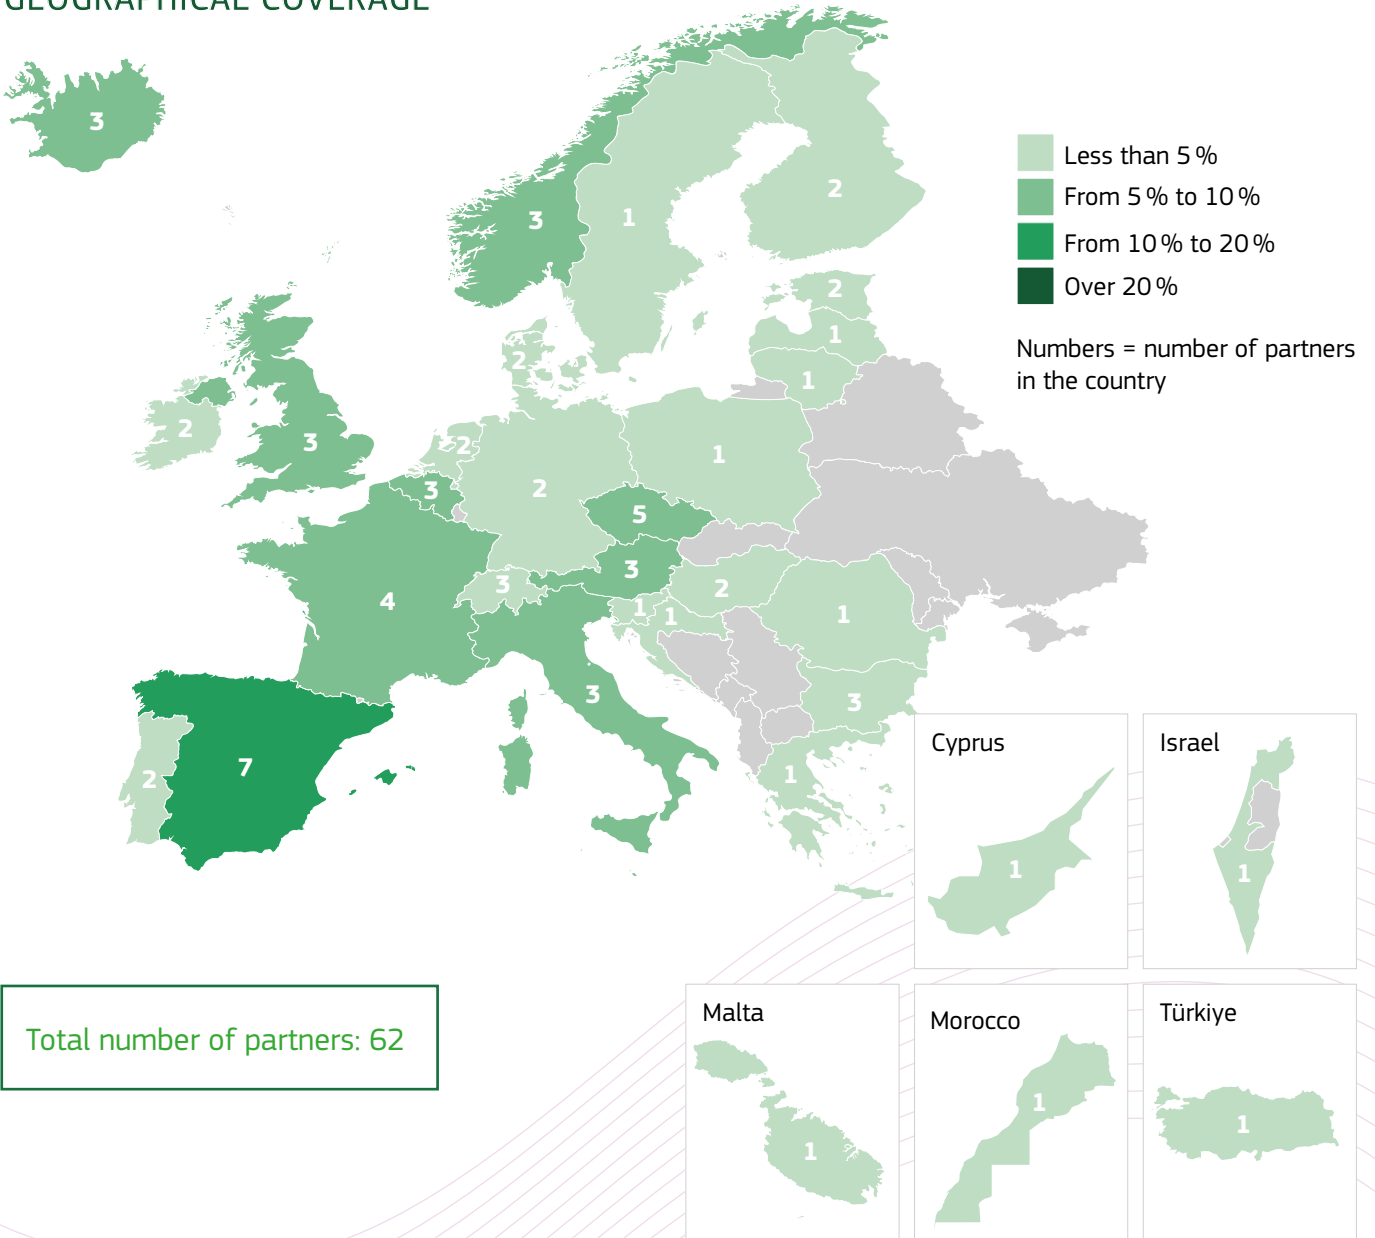 GEOGRAPHICAL COVERAGE
3
3
1
2
Less than 5 %
From 5 % to 10 %
From 10 % to 20 %
Over 20 %
Numbers = number of partners
in the country
2
1
1
2
2
3
2
3
2
1
5
3
3
4
2
1
1
1
3
3
1
7
2
Cyprus
1
Israel
1
Total number of partners: 62
Malta
1
Morocco
1
Türkiye
1